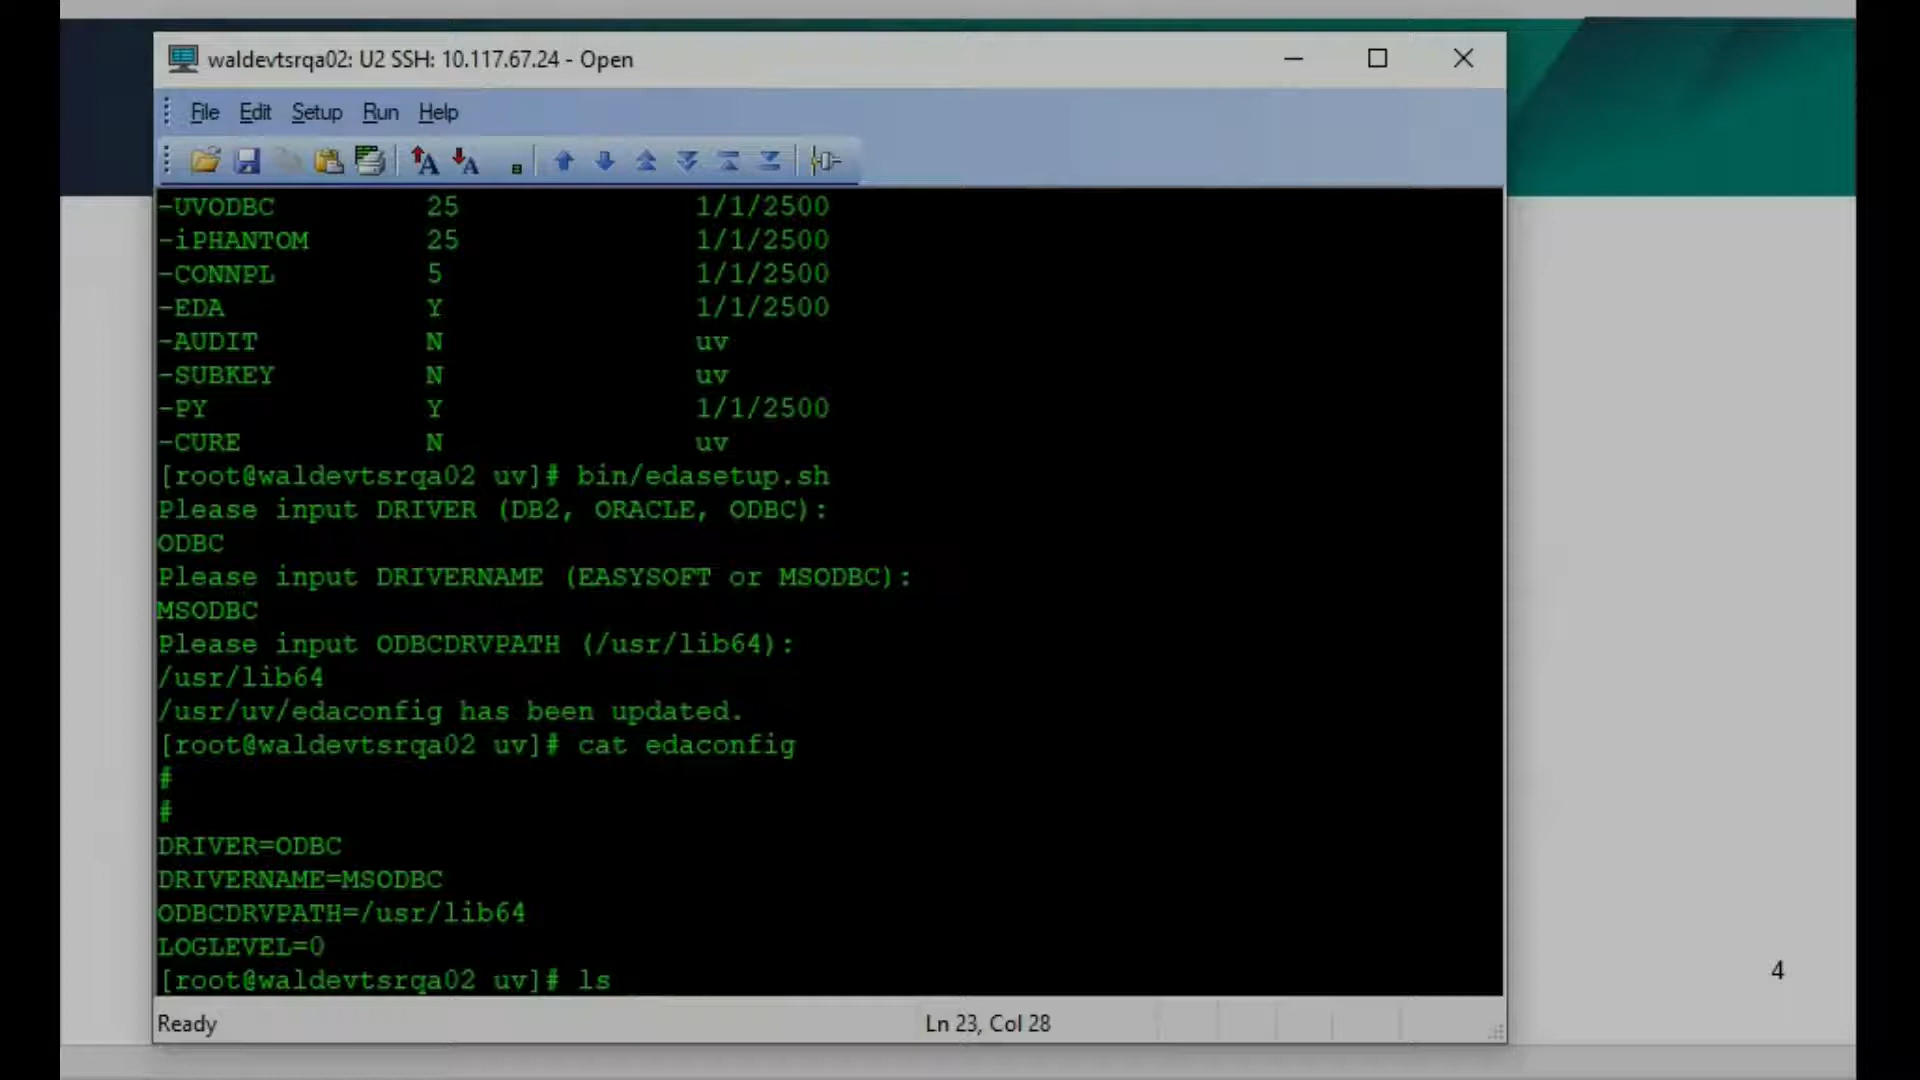 waldevtsrqa02: U2 SSH: 10.117.67.24 - Open
File Edit Setup Run Help
-UVODBC 25 1/1/2500
-iPHANTOM 25 1/1/2500
-CONNPL 5 1/1/2500
-EDA Y 1/1/2500
-AUDIT N uv
-SUBKEY N uv
-PY Y 1/1/2500
-CURE N uv
[root@waldevtsrqa02 uv]# bin/edasetup.sh
Please input DRIVER (DB2, ORACLE, ODBC):
ODBC
Please input DRIVERNAME (EASYSOFT or MSODBC):
MSODBC
Please input ODBCDRVPATH (/usr/lib64):
/usr/lib64
/usr/uv/edaconfig has been updated.
[root@waldevtsrqa02 uv]# cat edaconfig
#
#
DRIVER=ODBC
DRIVERNAME=MSODBC
ODBCDRVPATH=/usr/lib64
LOGLEVEL=0
[root@waldevtsrqa02 uv]# ls
4
Ready Ln 23, Col 28